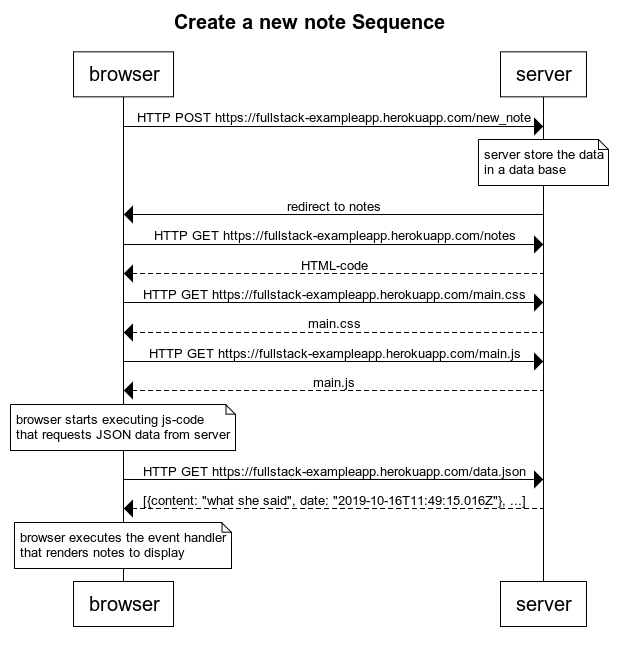 Create a new note Sequence
browser
server
HTTP POST https://fullstack-exampleapp.herokuapp.com/new_note
server store the data
in a data base
redirect to notes
HTTP GET https://fullstack-exampleapp.herokuapp.com/notes
HTML-code
HTTP GET https://fullstack-exampleapp.herokuapp.com/main.css
main.css
HTTP GET https://fullstack-exampleapp.herokuapp.com/main.js
main.js
browser starts executing js-code
that requests JSON data from server
HTTP GET https://fullstack-exampleapp.herokuapp.com/data.json
[{content: "what she said", date: "2019-10-16T11:49:15.016Z"}, ...]
browser executes the event handler
that renders notes to display
browser
server